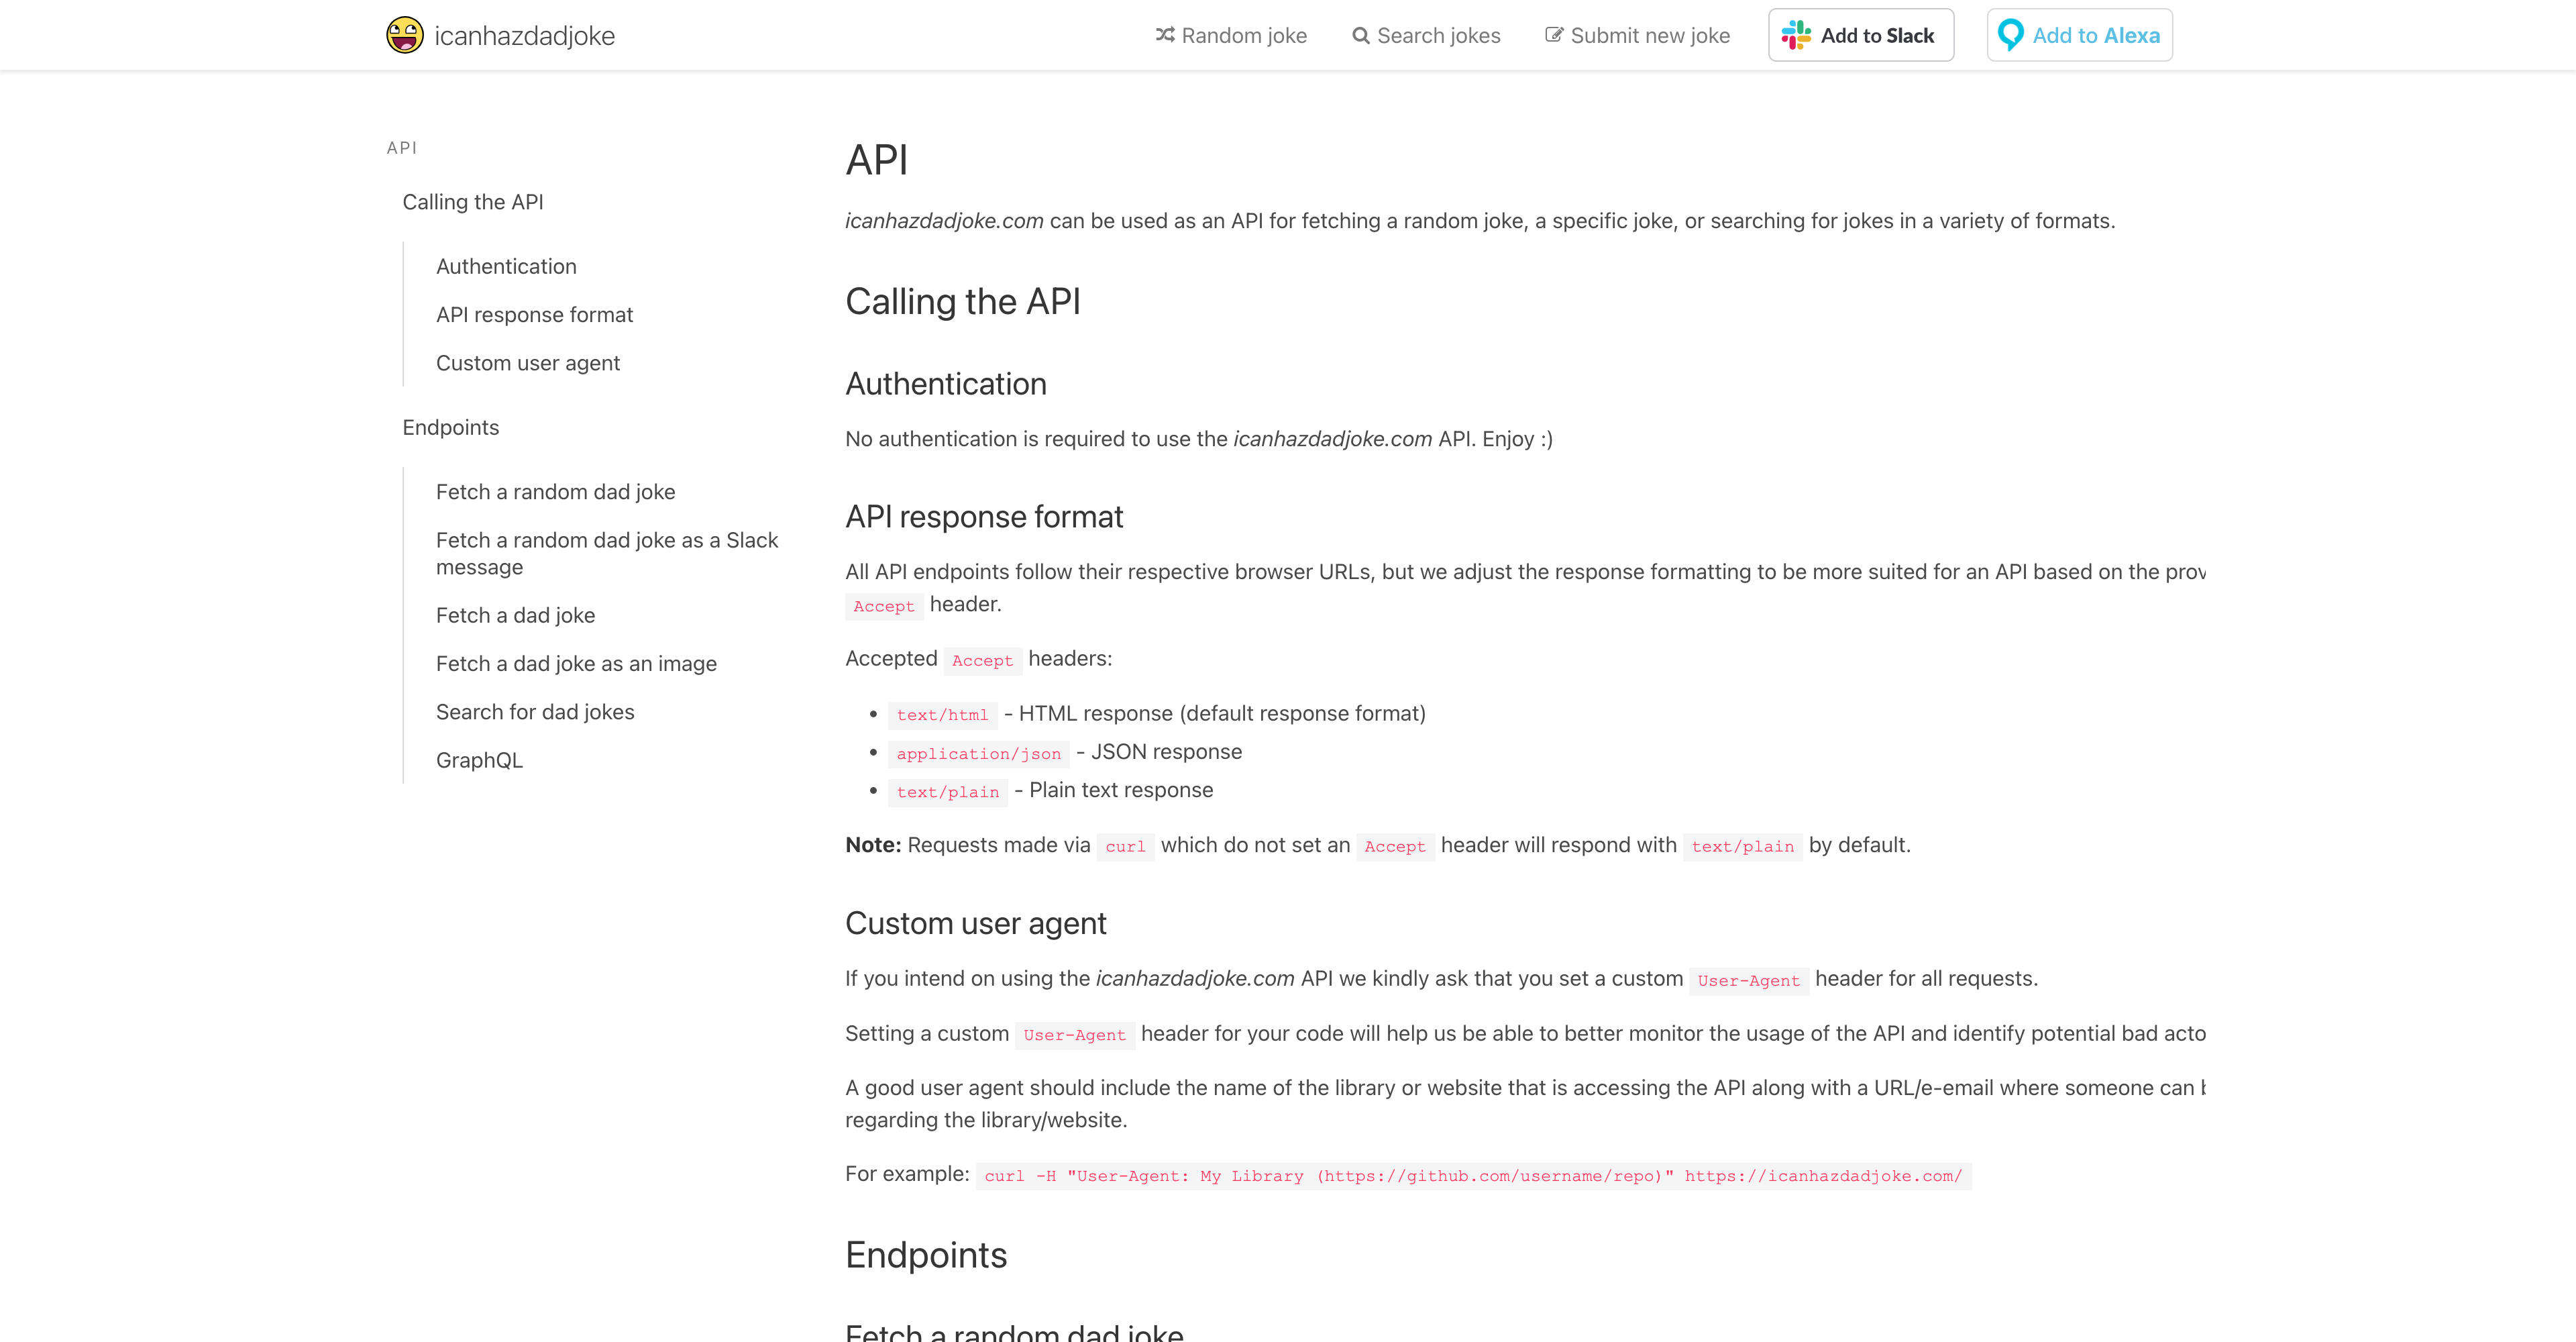 icanhazdadjoke
Random joke
Search jokes
Submit new joke
Add to Slack
Add to Alexa
API
Calling the API
Authentication
API response format
Custom user agent
Endpoints
Fetch a random dad joke
Fetch a random dad joke as a Slack
message
Fetch a dad joke
Fetch a dad joke as an image
Search for dad jokes
GraphQL
API
icanhazdadjoke.com can be used as an API for fetching a random joke, a specific joke, or searching for jokes in a variety of formats.
Calling the API
Authentication
No authentication is required to use the icanhazdadjoke.com API. Enjoy :)
API response format
All API endpoints follow their respective browser URLs, but we adjust the response formatting to be more suited for an API based on the prov
Accept header.
Accepted Accept headers:
• text/html - HTML response (default response format)
• application/json - JSON response
• text/plain - Plain text response
Note: Requests made via curl which do not set an Accept header will respond with text/plain by default.
Custom user agent
If you intend on using the icanhazdadjoke.com API we kindly ask that you set a custom User-Agent header for all requests.
Setting a custom User-Agent header for your code will help us be able to better monitor the usage of the API and identify potential bad acto
A good user agent should include the name of the library or website that is accessing the API along with a URL/e-email where someone can
regarding the library/website.
For example: curl -H "User-Agent: My Library (https://github.com/username/repo)" https://icanhazdadjoke.com/
Endpoints
Fetch a random dad joke